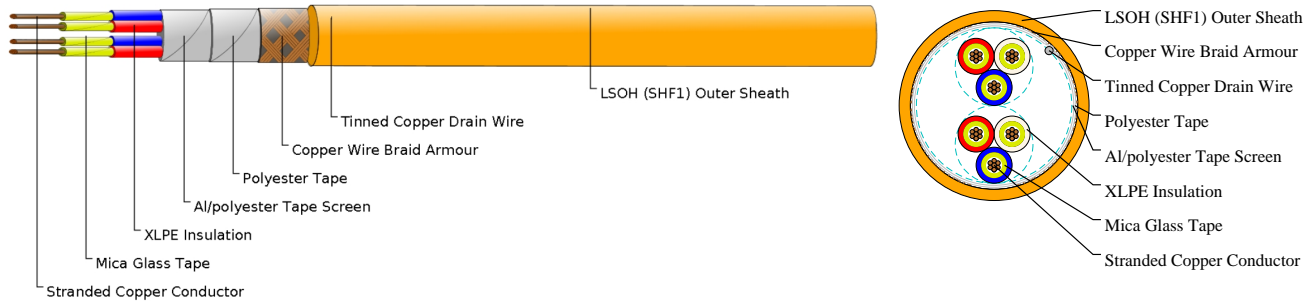 LSOH (SHF1) Outer Sheath
Tinned Copper Drain Wire
Copper Wire Braid Armour
Polyester Tape
Al/polyester Tape Screen
XLPE Insulation
Mica Glass Tape
Stranded Copper Conductor
LSOH (SHF1) Outer Sheath
Copper Wire Braid Armour
Tinned Copper Drain Wire
Polyester Tape
Al/polyester Tape Screen
XLPE Insulation
Mica Glass Tape
Stranded Copper Conductor